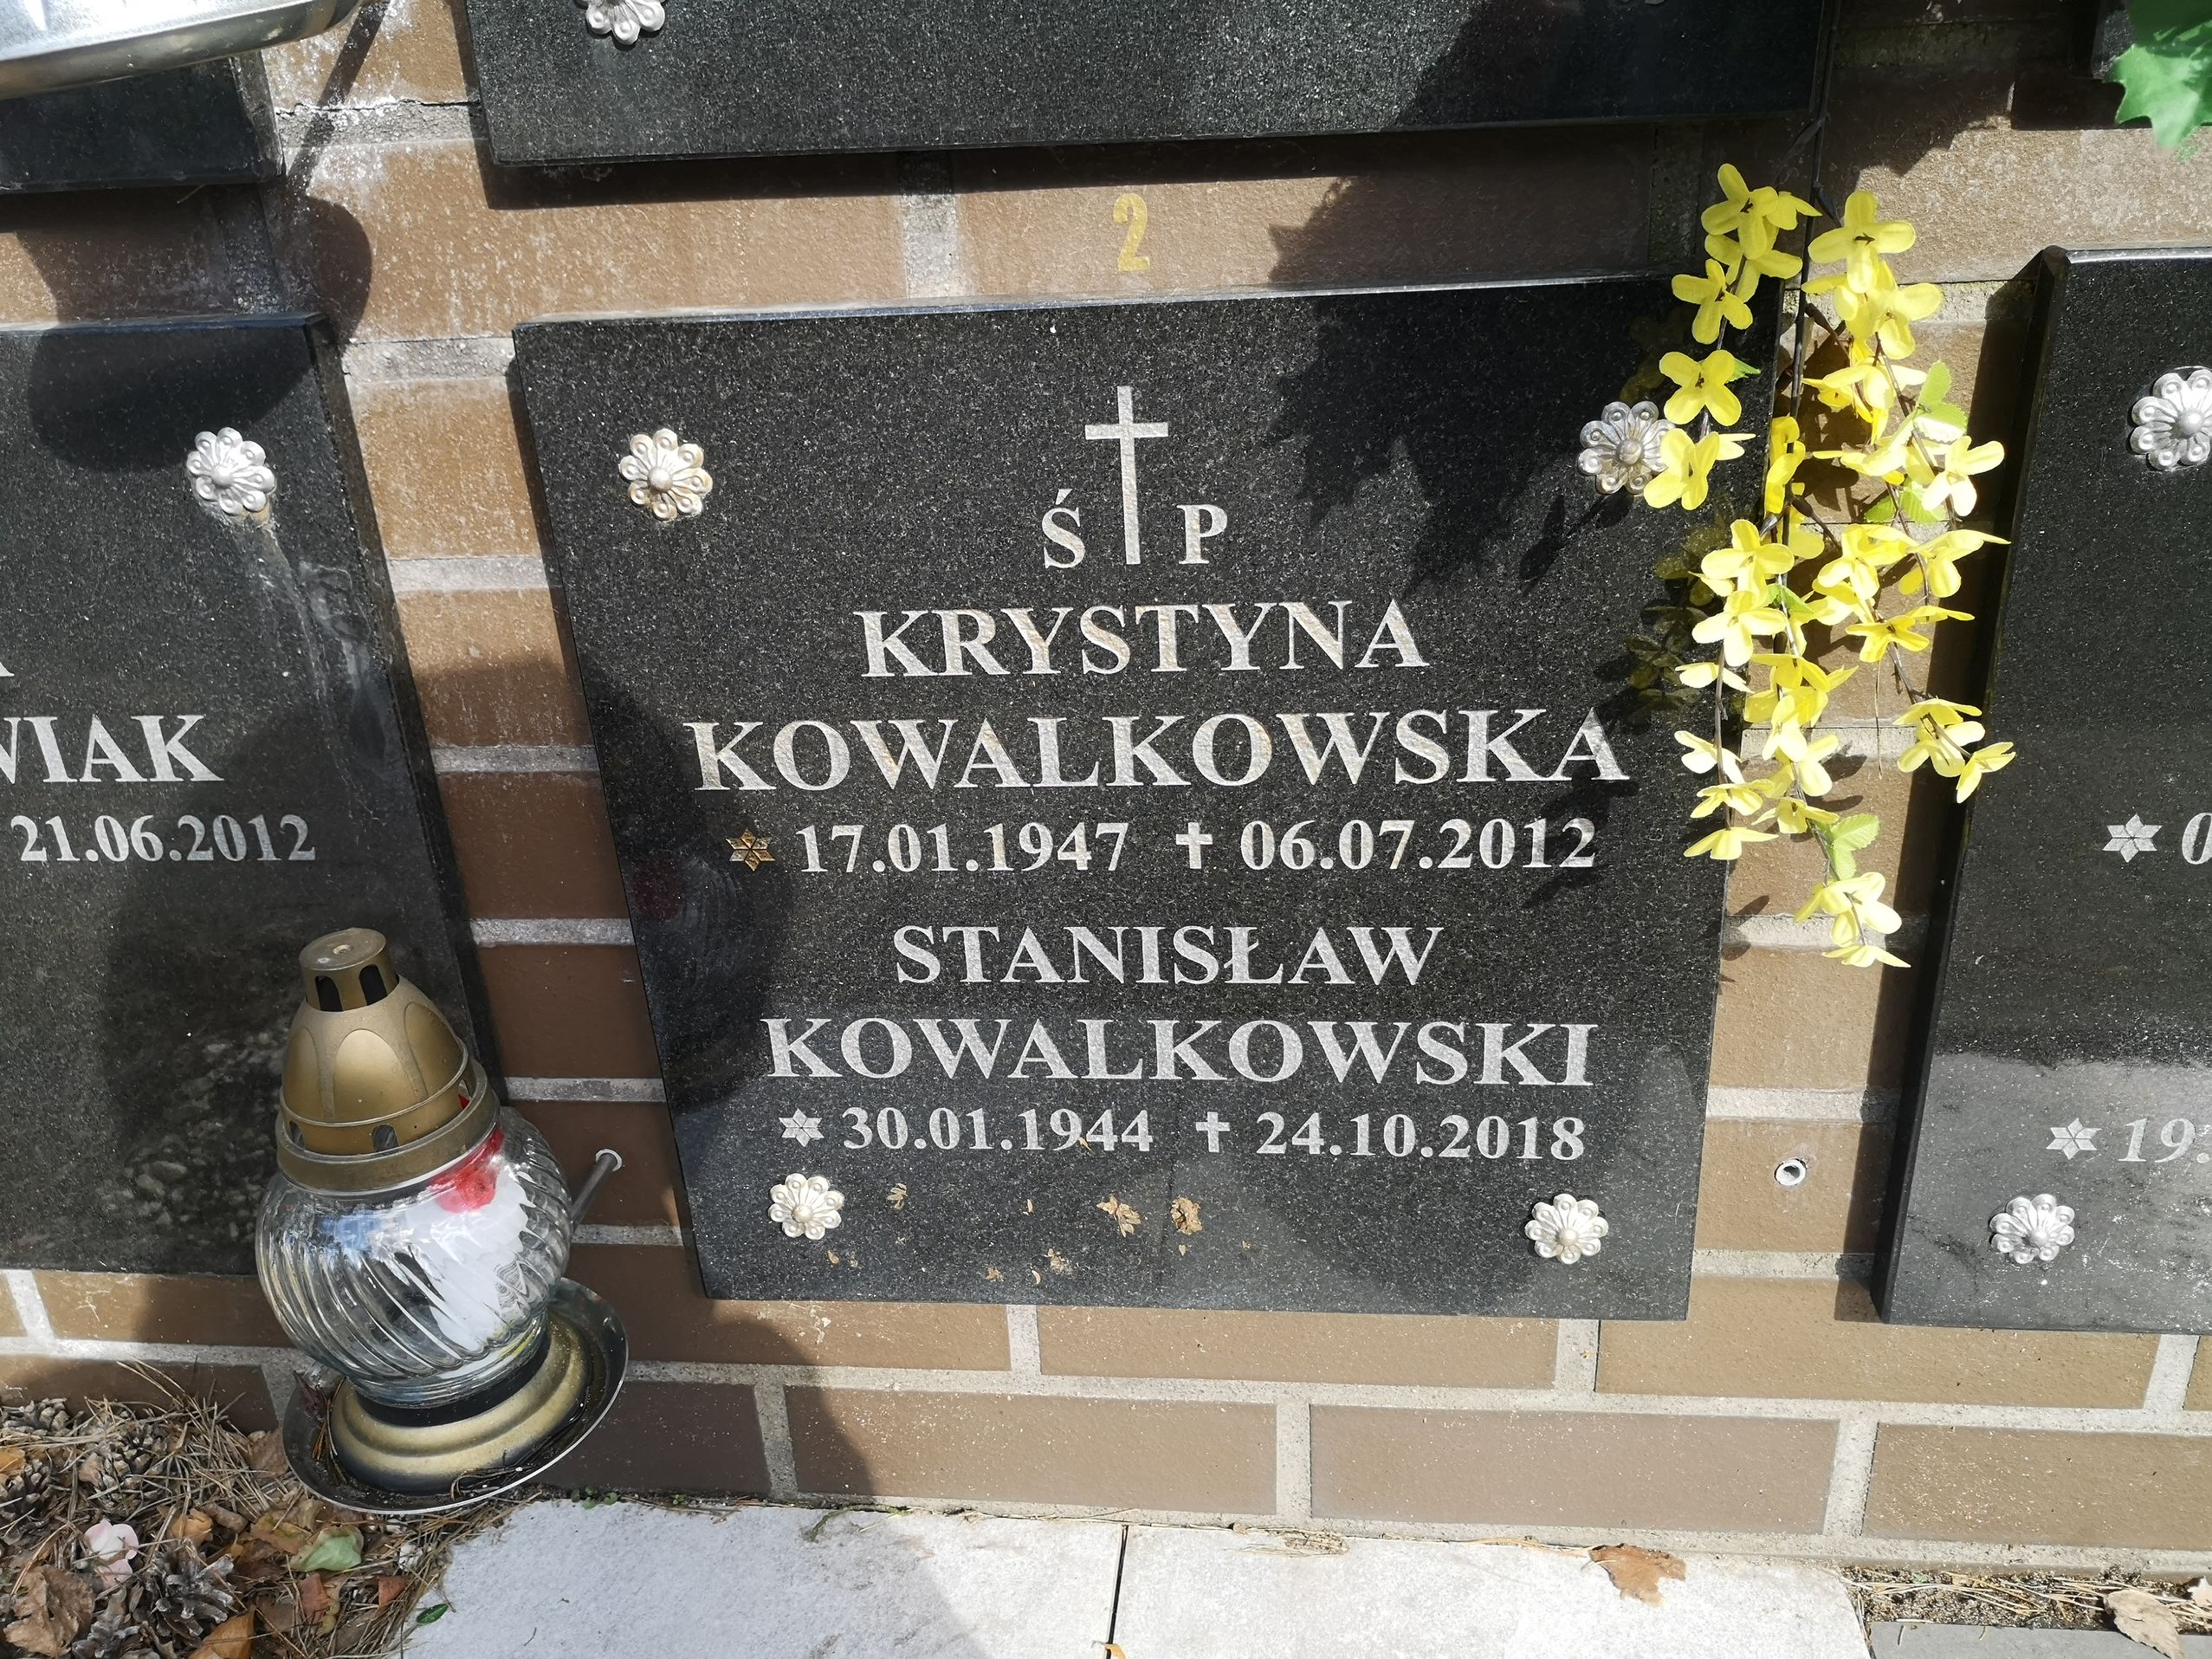 2
Ś P
KRYSTYNA
KOWALKOWSKA
17.01.1947 ✝ 06.07.2012
STANISŁAW
KOWALKOWSKI
30.01.1944 ✝ 24.10.2018
21.06.2012